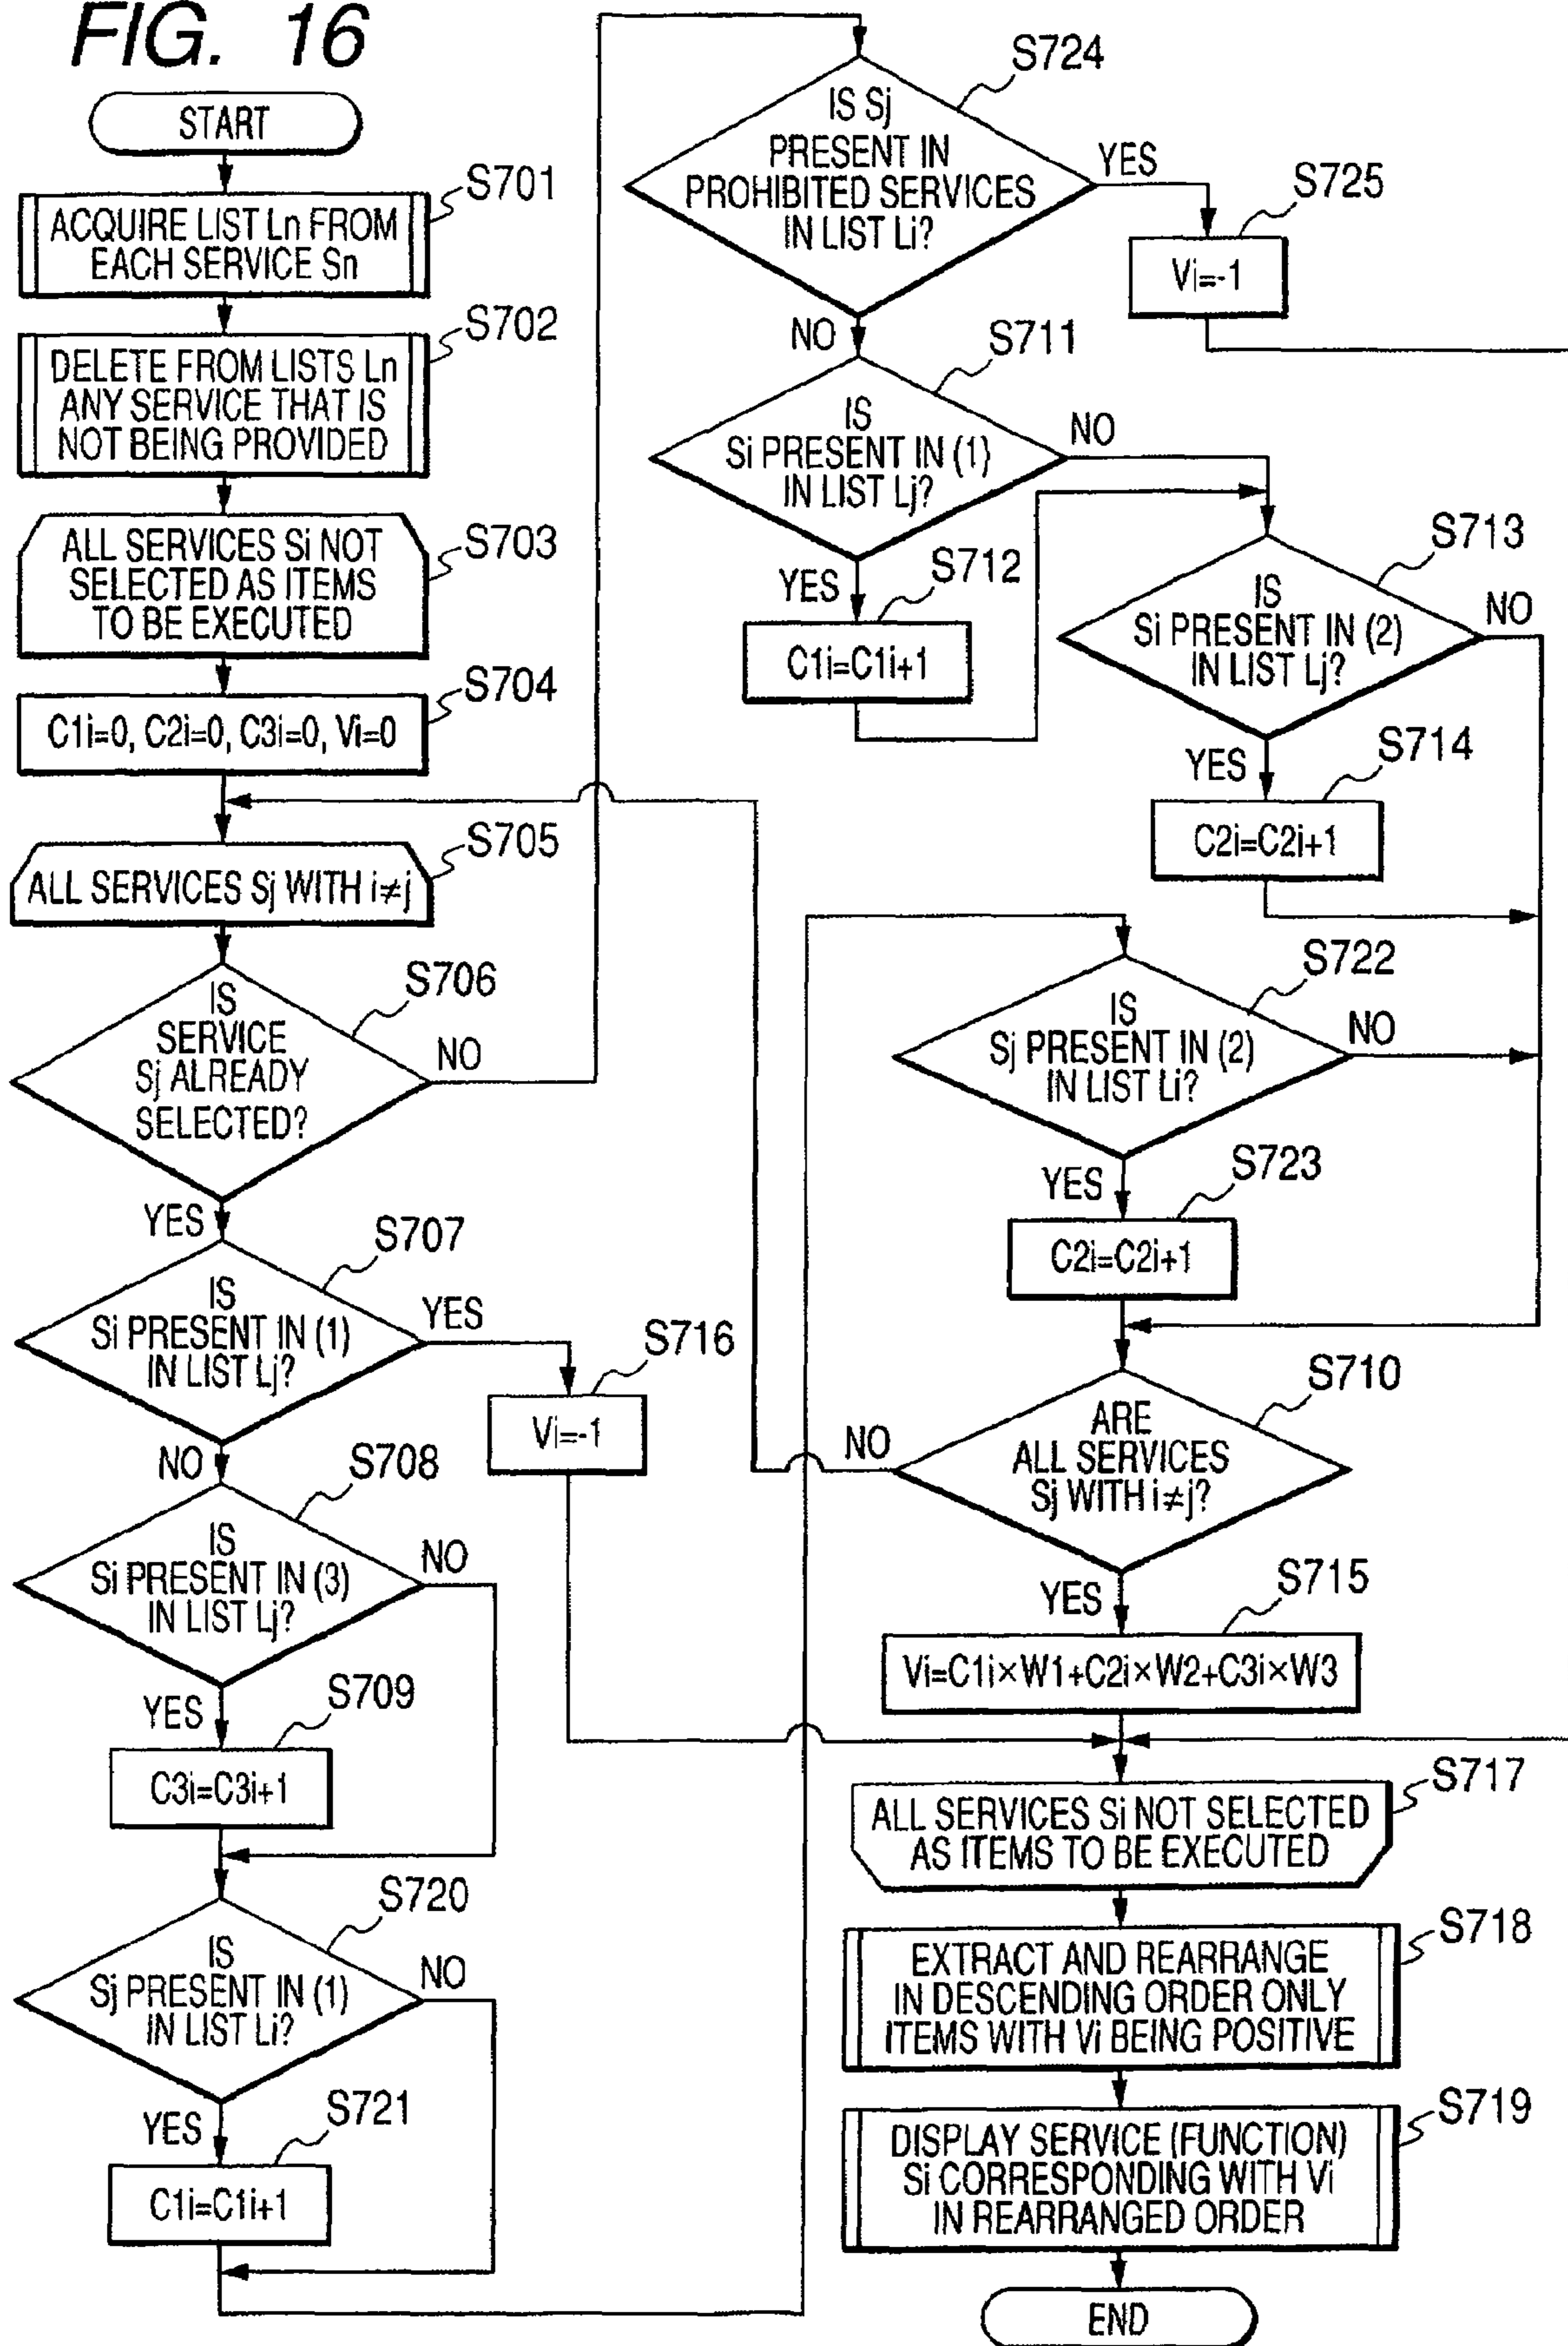 FIG. 16
START
S701
ACQUIRE LIST Ln FROM
EACH SERVICE Sn
S702
DELETE FROM LISTS Ln
ANY SERVICE THAT IS
NOT BEING PROVIDED
S703
ALL SERVICES Si NOT
SELECTED AS ITEMS
TO BE EXECUTED
S704
C1i=0, C2i=0, C3i=0, Vi=0
S705
ALL SERVICES Sj WITH i≠j
S706
IS
SERVICE
Sj ALREADY
SELECTED?
NO
YES
S707
IS
Si PRESENT IN (1)
IN LIST Lj?
YES
S716
Vi=-1
NO
S708
IS
Si PRESENT IN (3)
IN LIST Lj?
NO
YES
S709
C3i=C3i+1
S720
IS
Sj PRESENT IN (1)
IN LIST Li?
NO
YES
S721
C1i=C1i+1
S724
IS Sj
PRESENT IN
PROHIBITED SERVICES
IN LIST Li?
YES
S725
Vi=-1
NO
S711
IS
Si PRESENT IN (1)
IN LIST Lj?
NO
YES
S712
C1i=C1i+1
S713
IS
Si PRESENT IN (2)
IN LIST Lj?
NO
YES
S714
C2i=C2i+1
S722
IS
Sj PRESENT IN (2)
IN LIST Li?
NO
YES
S723
C2i=C2i+1
S710
ARE
ALL SERVICES
Sj WITH i≠j?
NO
YES
S715
Vi=C1i×W1+C2i×W2+C3i×W3
S717
ALL SERVICES Si NOT SELECTED
AS ITEMS TO BE EXECUTED
S718
EXTRACT AND REARRANGE
IN DESCENDING ORDER ONLY
ITEMS WITH Vi BEING POSITIVE
S719
DISPLAY SERVICE (FUNCTION)
Si CORRESPONDING WITH Vi
IN REARRANGED ORDER
END